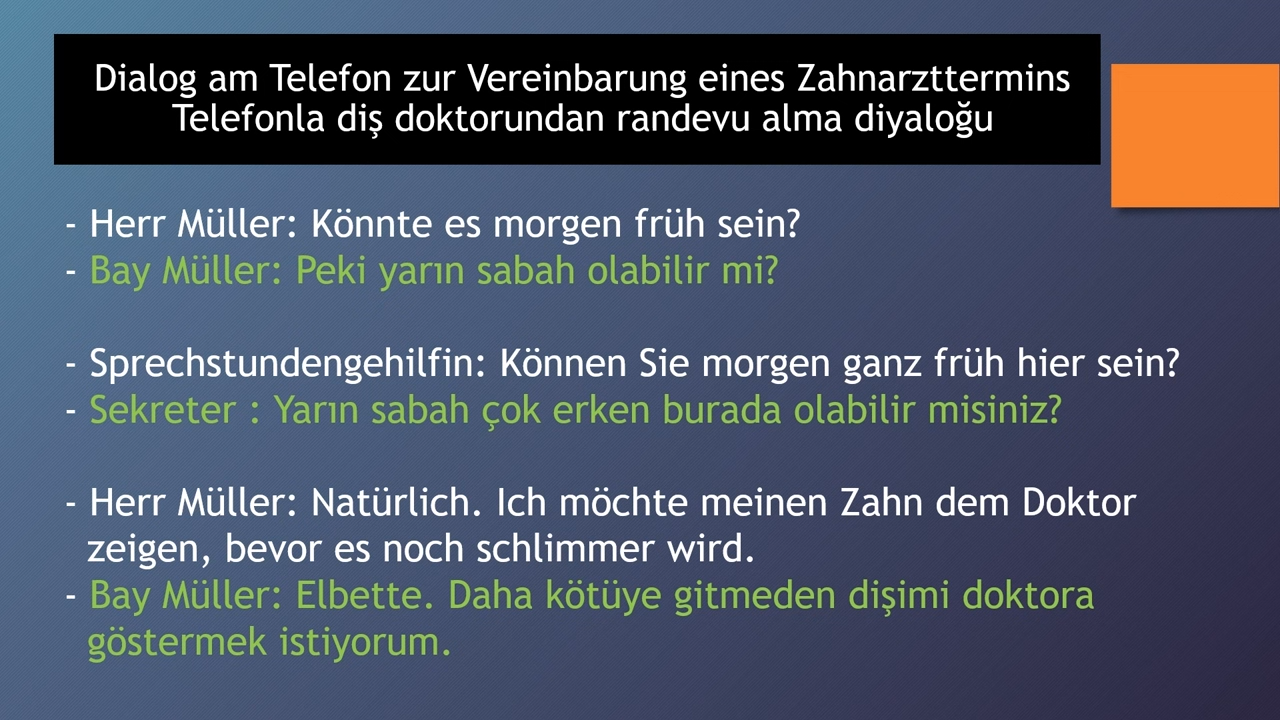 Dialog am Telefon zur Vereinbarung eines Zahnarzttermins
Telefonla diş doktorundan randevu alma diyaloğu
- Herr Müller: Könnte es morgen früh sein?
- Bay Müller: Peki yarın sabah olabilir mi?
- Sprechstundengehilfin: Können Sie morgen ganz früh hier sein?
- Sekreter : Yarın sabah çok erken burada olabilir misiniz?
- Herr Müller: Natürlich. Ich möchte meinen Zahn dem Doktor
zeigen, bevor es noch schlimmer wird.
- Bay Müller: Elbette. Daha kötüye gitmeden dişimi doktora
göstermek istiyorum.